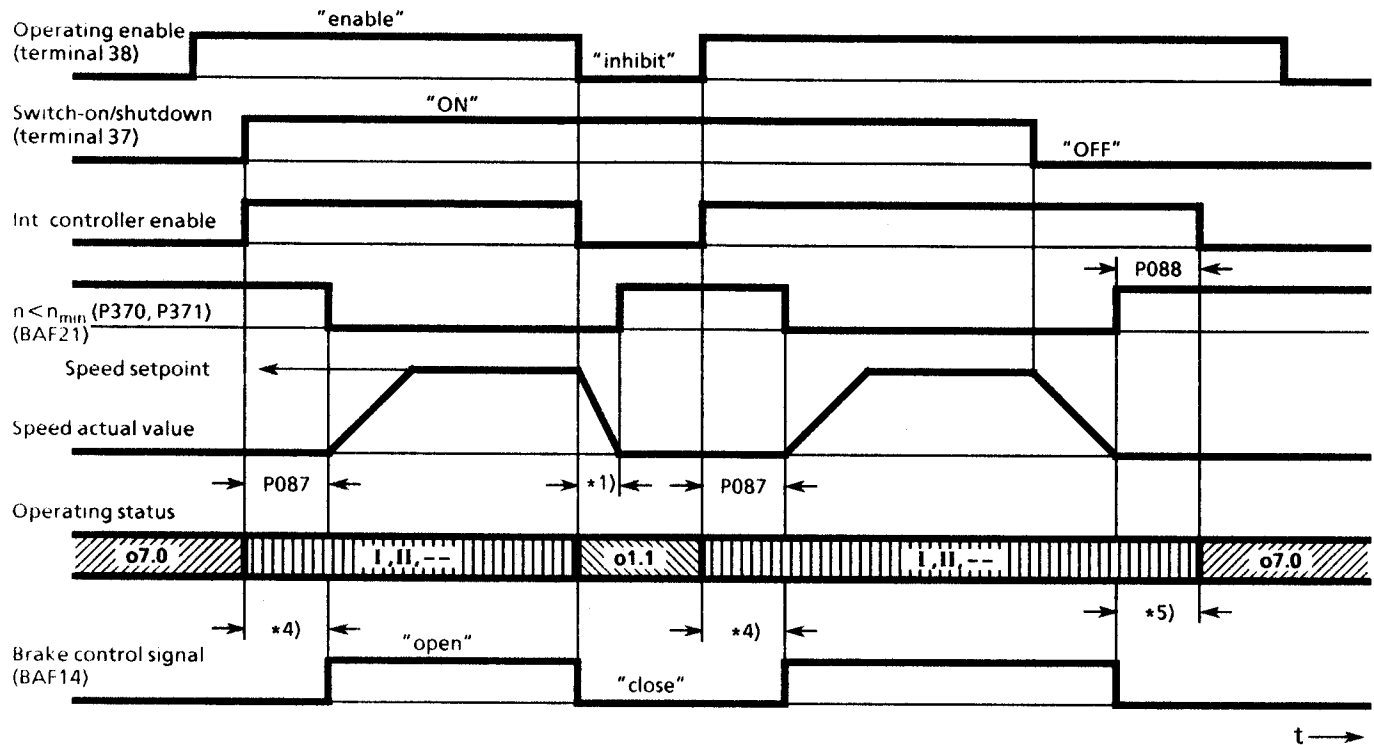 Operating enable
(terminal 38)
"enable"
"inhibit"
Switch-on/shutdown
(terminal 37)
"ON"
"OFF"
Int controller enable
P088
n<n_min (P370, P371)
(BAF21)
Speed setpoint
Speed actual value
P087
*1)
P087
Operating status
o7.0
I,II,--
o1.1
I,II,--
o7.0
*4)
*4)
*5)
Brake control signal
(BAF14)
"open"
"close"
t